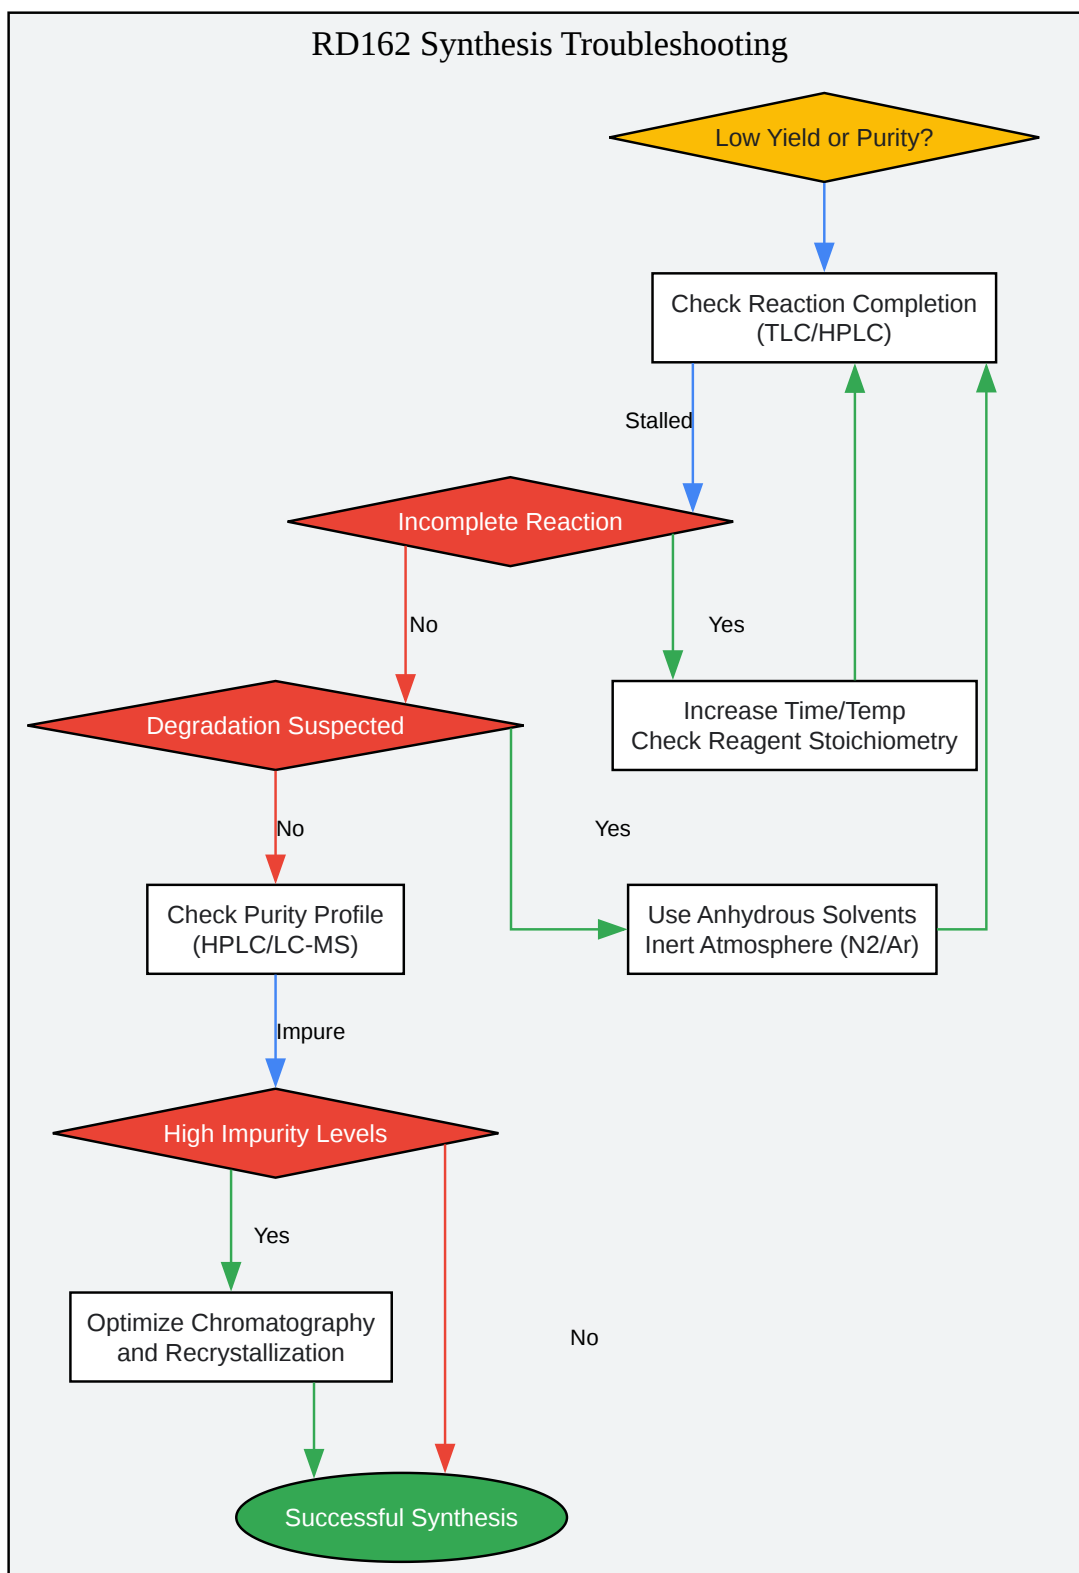 RD162 Synthesis Troubleshooting
Low Yield or Purity?
Check Reaction Completion
(TLC/HPLC)
Stalled
Incomplete Reaction
No
Yes
Increase Time/Temp
Check Reagent Stoichiometry
Degradation Suspected
No
Yes
Check Purity Profile
(HPLC/LC-MS)
Use Anhydrous Solvents
Inert Atmosphere (N2/Ar)
Impure
High Impurity Levels
Yes
Optimize Chromatography
and Recrystallization
No
Successful Synthesis